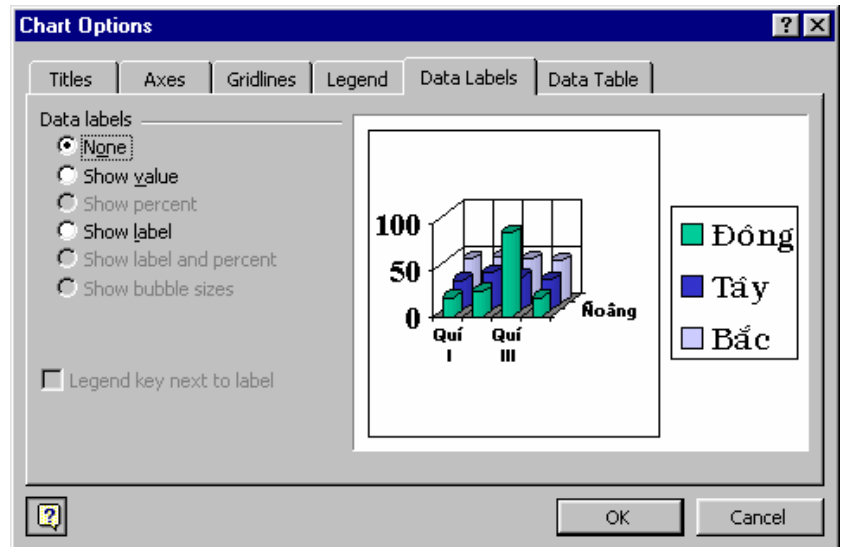 Chart Options
Titles Axes Gridlines Legend Data Labels Data Table
Data labels
None
Show value
Show percent
Show label
Show label and percent
Show bubble sizes
Legend key next to label
100
50
0
Quí Quí
I III
Ñoâng
Đông
Tây
Bắc
OK Cancel